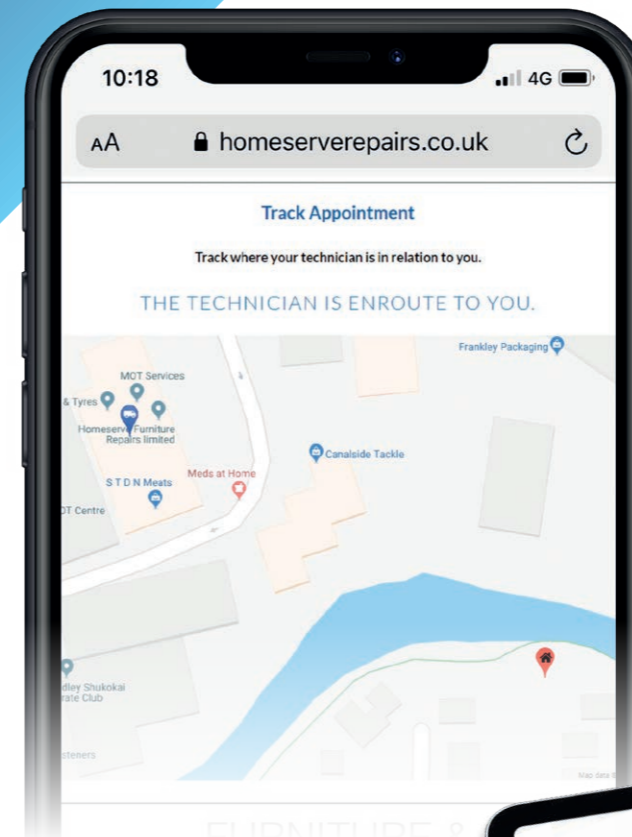 10:18
4G
AA
homeserverepairs.co.uk
Track Appointment
Track where your technician is in relation to you.
THE TECHNICIAN IS ENROUTE TO YOU.
Frankley Packaging
MOT Services
& Tyres
Homeserve Furniture
Repairs limited
Canalside Tackle
Meds at Home
S T D N Meats
OT Centre
dley Shukokai
rate Club
steners
Map data
FURNITURE &